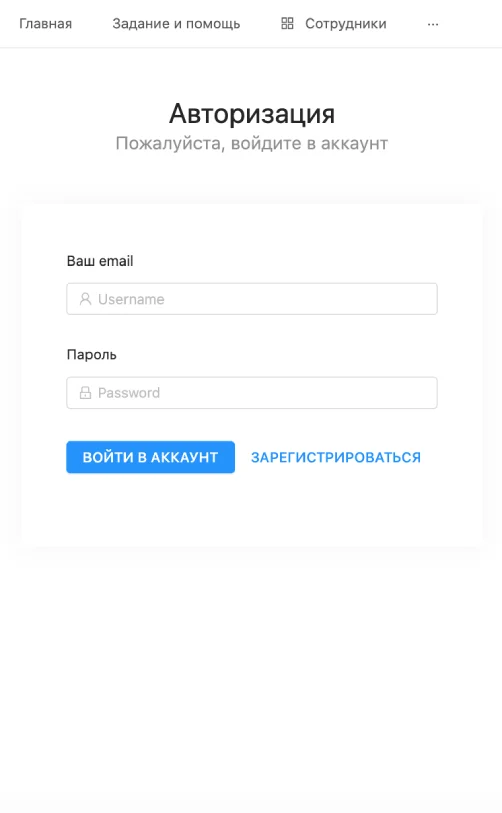 Главная Задание и помощь Сотрудники ···
Авторизация
Пожалуйста, войдите в аккаунт
Ваш email
Username
Пароль
Password
ВОЙТИ В АККАУНТ ЗАРЕГИСТРИРОВАТЬСЯ